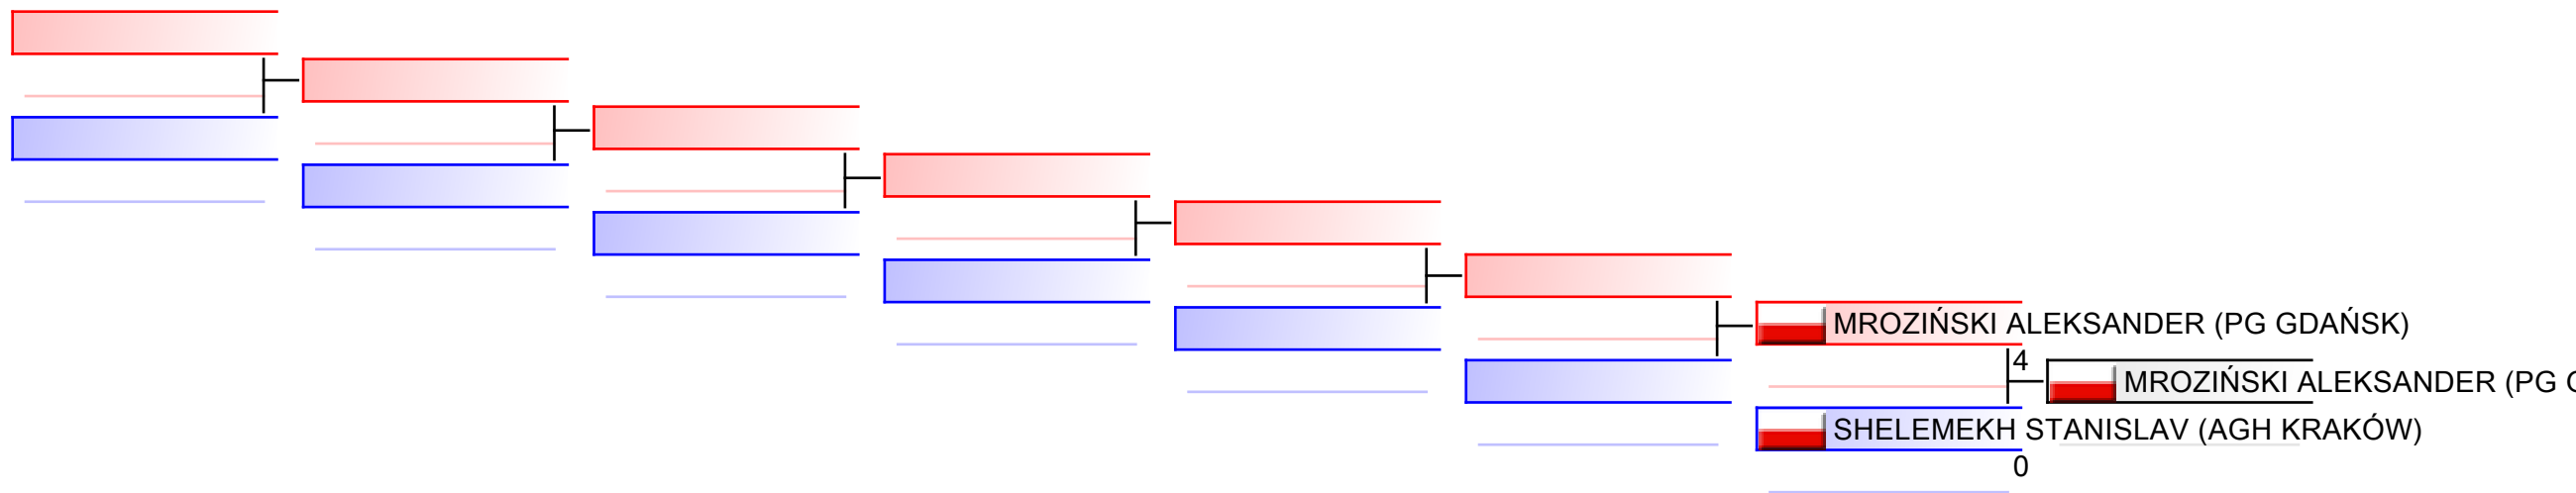 MROZIŃSKI ALEKSANDER (PG GDAŃSK)
4
MROZIŃSKI ALEKSANDER (PG
SHELEMEKH STANISLAV (AGH KRAKÓW)
0